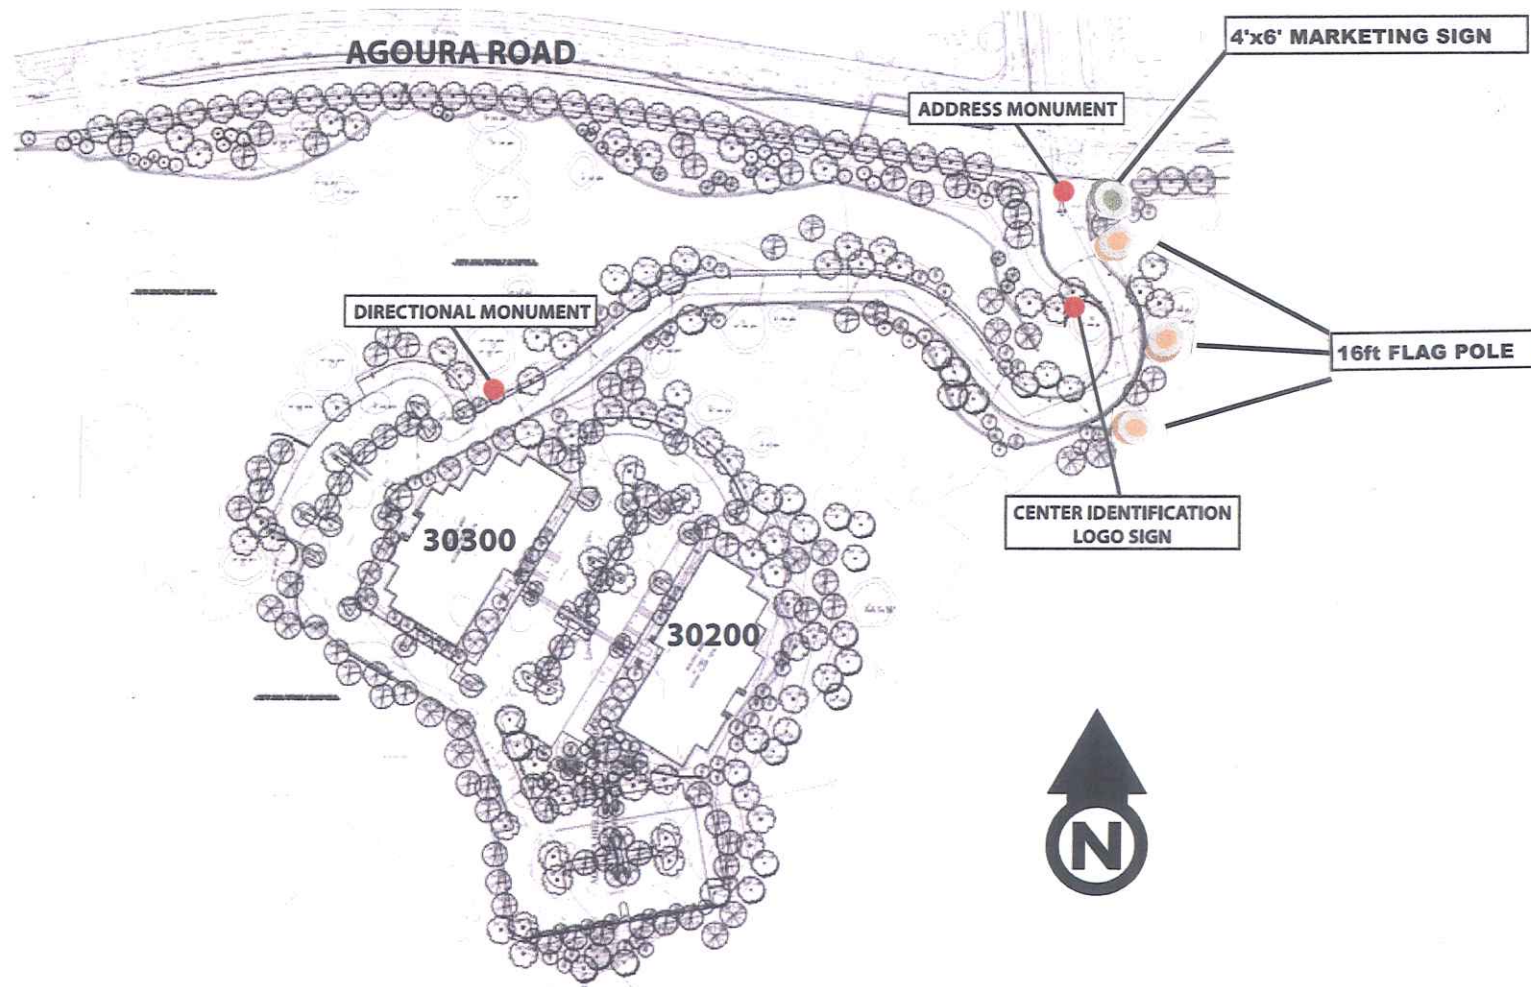 AGOURA ROAD
4'x6' MARKETING SIGN
ADDRESS MONUMENT
DIRECTIONAL MONUMENT
16ft FLAG POLE
CENTER IDENTIFICATION
LOGO SIGN
30300
30200
N